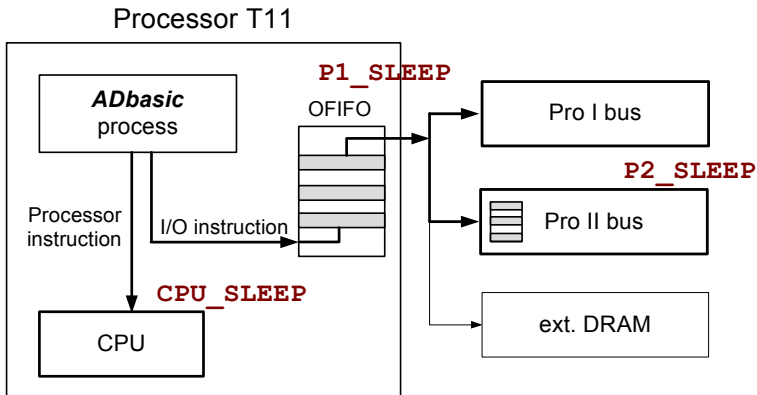 Processor T11
P1_SLEEP
ADbasic
process
OFIFO
Pro I bus
P2_SLEEP
Processor
instruction
I/O instruction
Pro II bus
CPU_SLEEP
CPU
ext. DRAM